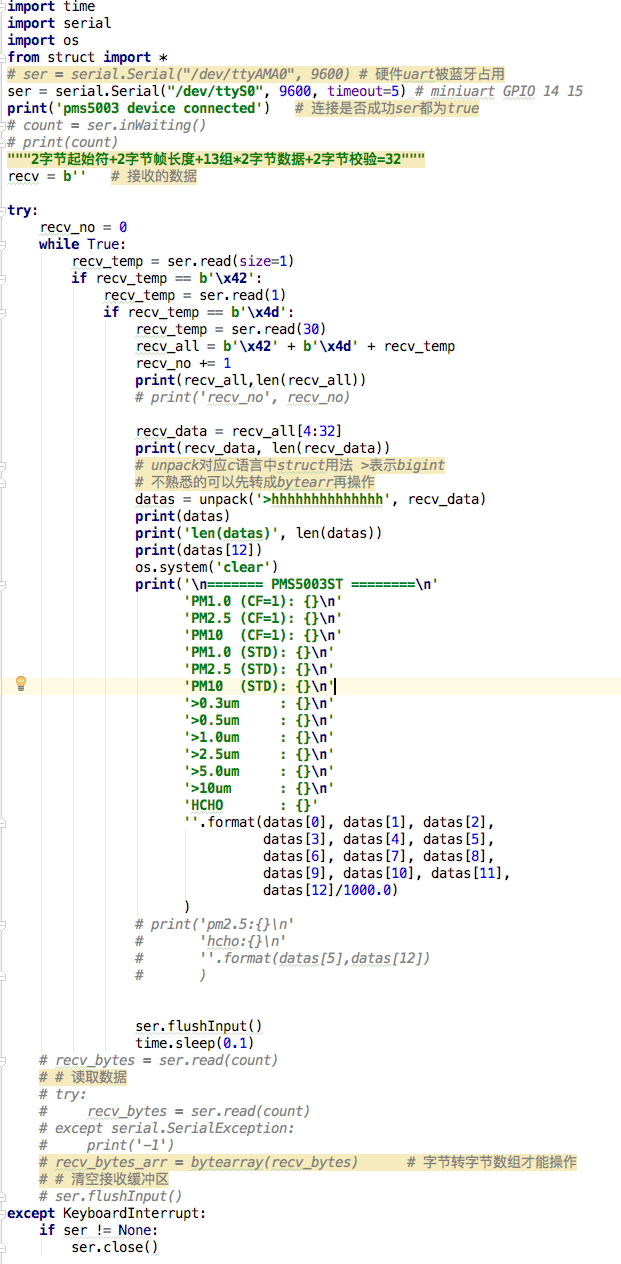 import time
import serial
import os
from struct import *
# ser = serial.Serial("/dev/ttyAMA0", 9600) # 硬件uart被蓝牙占用
ser = serial.Serial("/dev/ttyS0", 9600, timeout=5) # miniuart GPIO 14 15
print('pms5003 device connected')   # 连接是否成功ser都为true
# count = ser.inWaiting()
# print(count)
"""2字节起始符+2字节帧长度+13组*2字节数据+2字节校验=32"""
recv = b''   # 接收的数据

try:
    recv_no = 0
    while True:
        recv_temp = ser.read(size=1)
        if recv_temp == b'\x42':
            recv_temp = ser.read(1)
            if recv_temp == b'\x4d':
                recv_temp = ser.read(30)
                recv_all = b'\x42' + b'\x4d' + recv_temp
                recv_no += 1
                print(recv_all,len(recv_all))
                # print('recv_no', recv_no)

                recv_data = recv_all[4:32]
                print(recv_data, len(recv_data))
                # unpack对应c语言中struct用法 >表示bigint
                # 不熟悉的可以先转成bytearr再操作
                datas = unpack('>hhhhhhhhhhhhhh', recv_data)
                print(datas)
                print('len(datas)', len(datas))
                print(datas[12])
                os.system('clear')
                print('\n======= PMS5003ST ========\n'
                      'PM1.0 (CF=1): {}\n'
                      'PM2.5 (CF=1): {}\n'
                      'PM10  (CF=1): {}\n'
                      'PM1.0 (STD): {}\n'
                      'PM2.5 (STD): {}\n'
                      'PM10  (STD): {}\n'
                      '>0.3um     : {}\n'
                      '>0.5um     : {}\n'
                      '>1.0um     : {}\n'
                      '>2.5um     : {}\n'
                      '>5.0um     : {}\n'
                      '>10um      : {}\n'
                      'HCHO       : {}'
                      ''.format(datas[0], datas[1], datas[2],
                                datas[3], datas[4], datas[5],
                                datas[6], datas[7], datas[8],
                                datas[9], datas[10], datas[11],
                                datas[12]/1000.0)
                      )
                # print('pm2.5:{}\n'
                #       'hcho:{}\n'
                #       ''.format(datas[5],datas[12])
                #       )


                ser.flushInput()
                time.sleep(0.1)
    # recv_bytes = ser.read(count)
    # # 读取数据
    # try:
    #     recv_bytes = ser.read(count)
    # except serial.SerialException:
    #     print('-1')
    # recv_bytes_arr = bytearray(recv_bytes)      # 字节转字节数组才能操作
    # # 清空接收缓冲区
    # ser.flushInput()
except KeyboardInterrupt:
    if ser != None:
        ser.close()